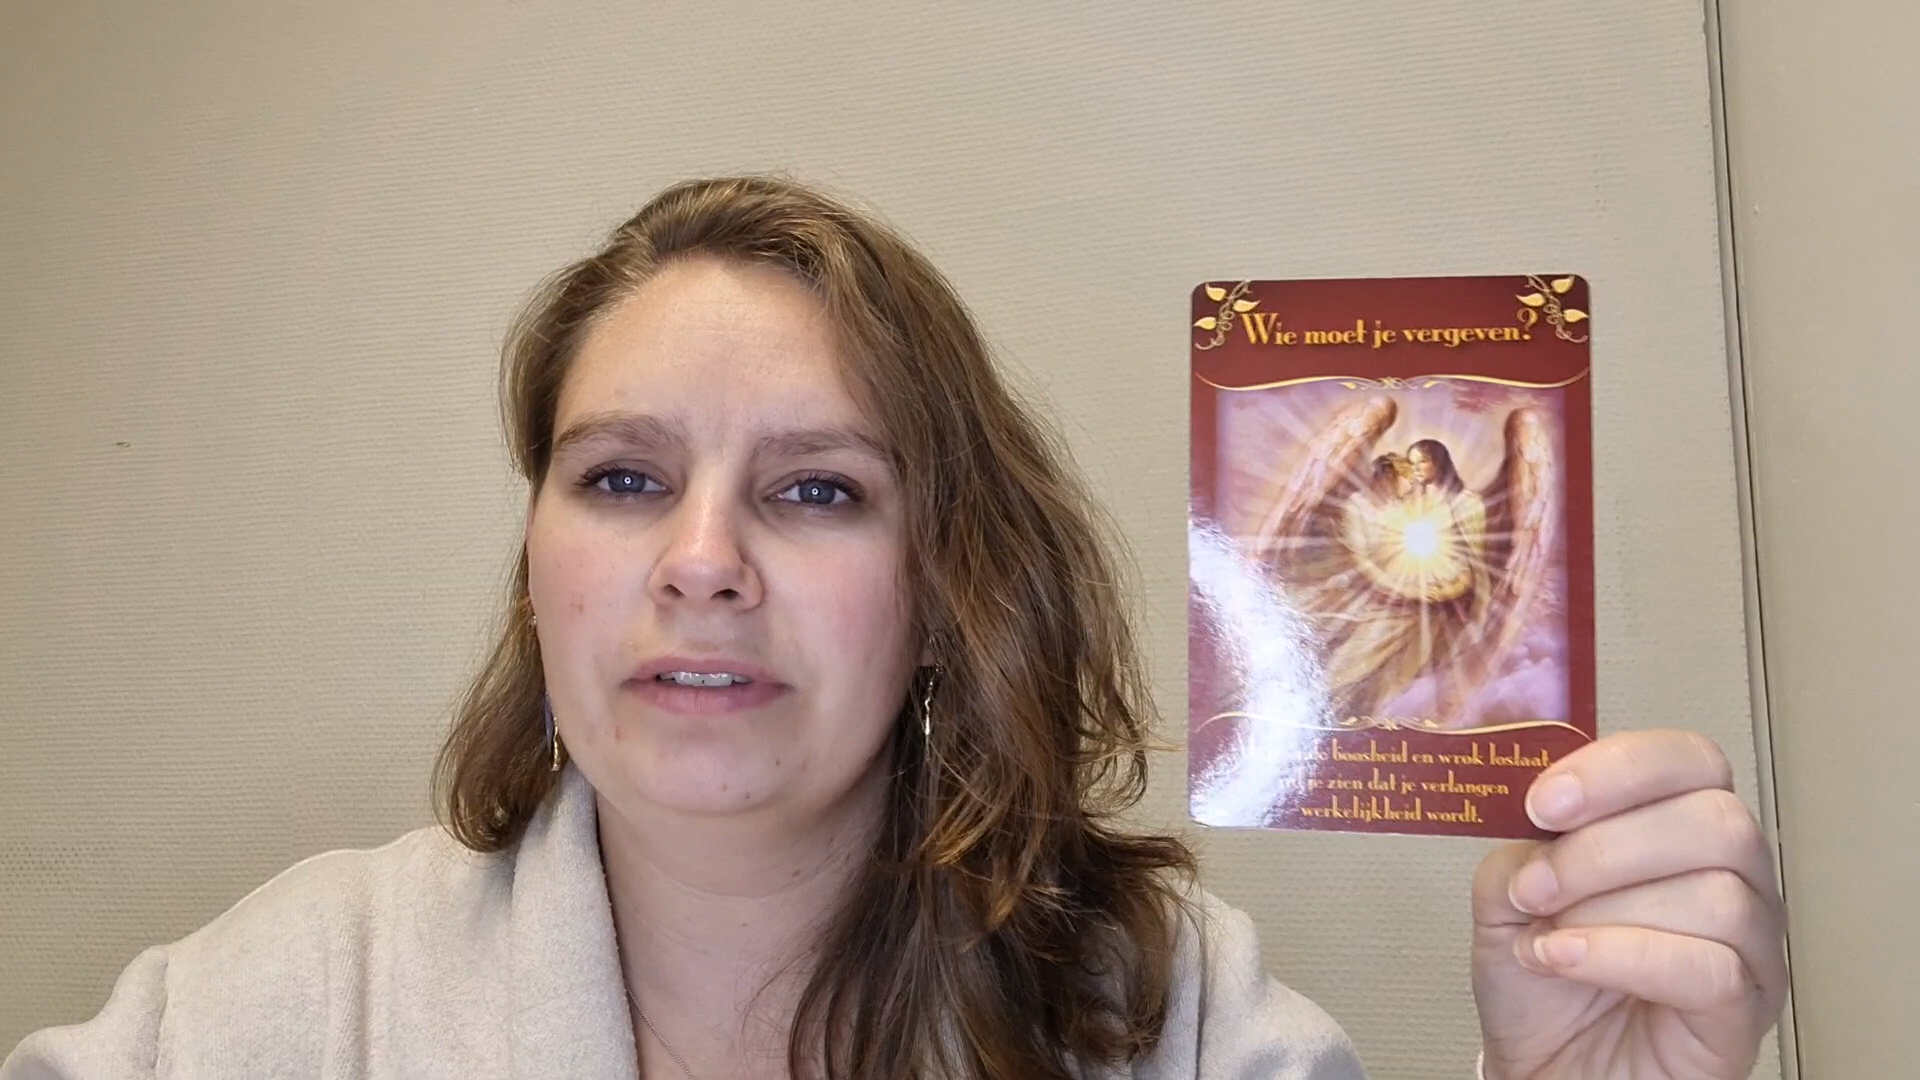 Wie moet je vergeven?
boosheid en wrok loslaat,
je zien dat je verlangen
werkelijkheid wordt.